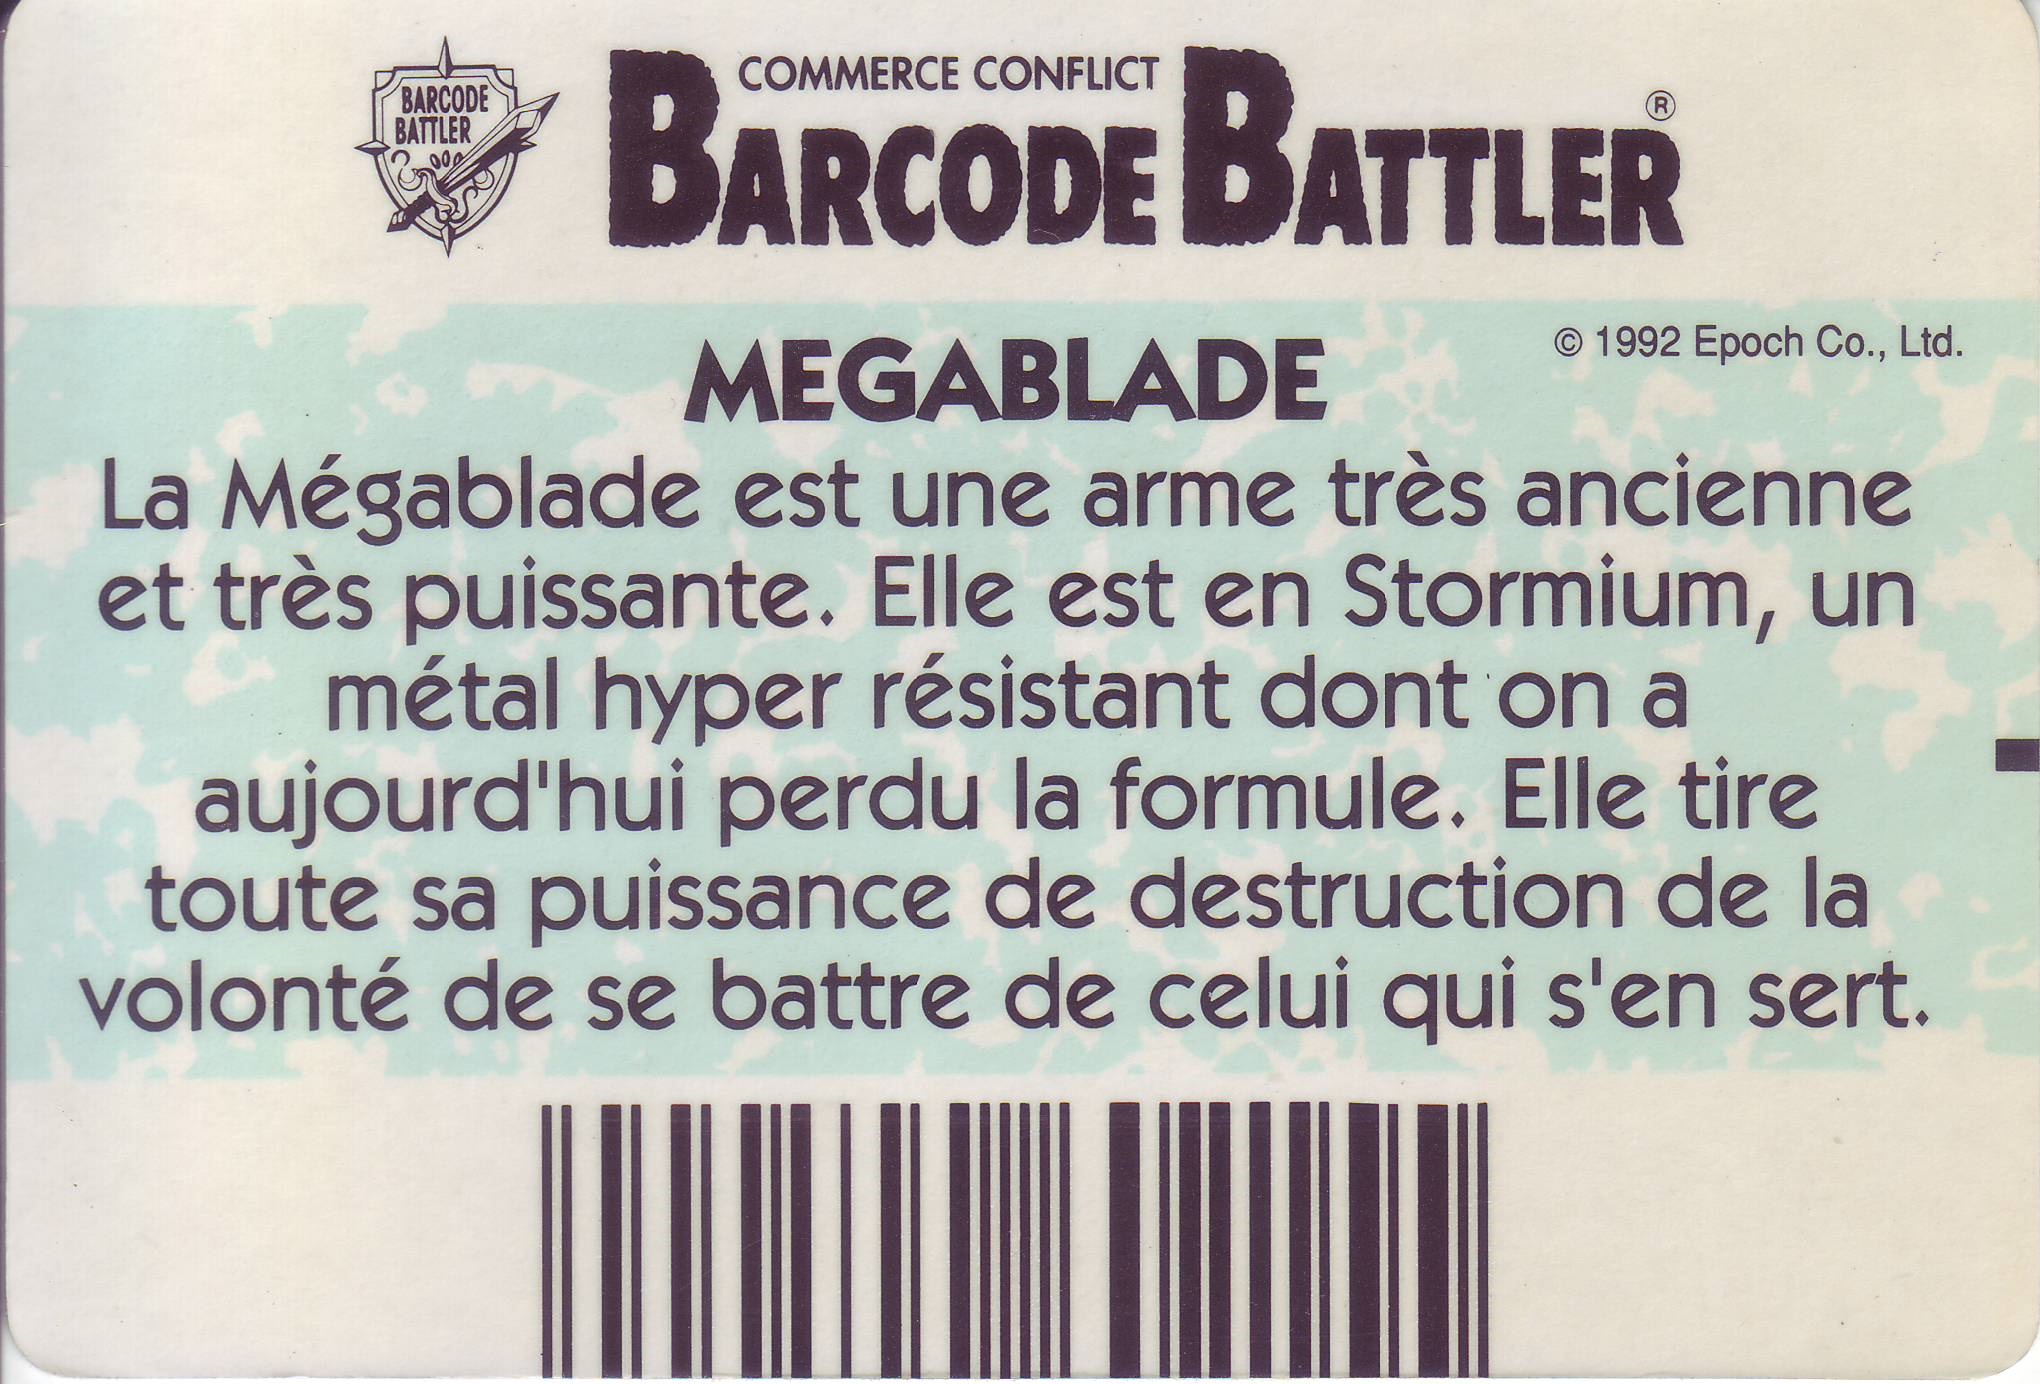 BARCODE
BATTLER
COMMERCE CONFLICT
BARCODE BATTLER®
MEGABLADE
© 1992 Epoch Co., Ltd.
La Mégablade est une arme très ancienne
et très puissante. Elle est en Stormium, un
métal hyper résistant dont on a
aujourd'hui perdu la formule. Elle tire
toute sa puissance de destruction de la
volonté de se battre de celui qui s'en sert.